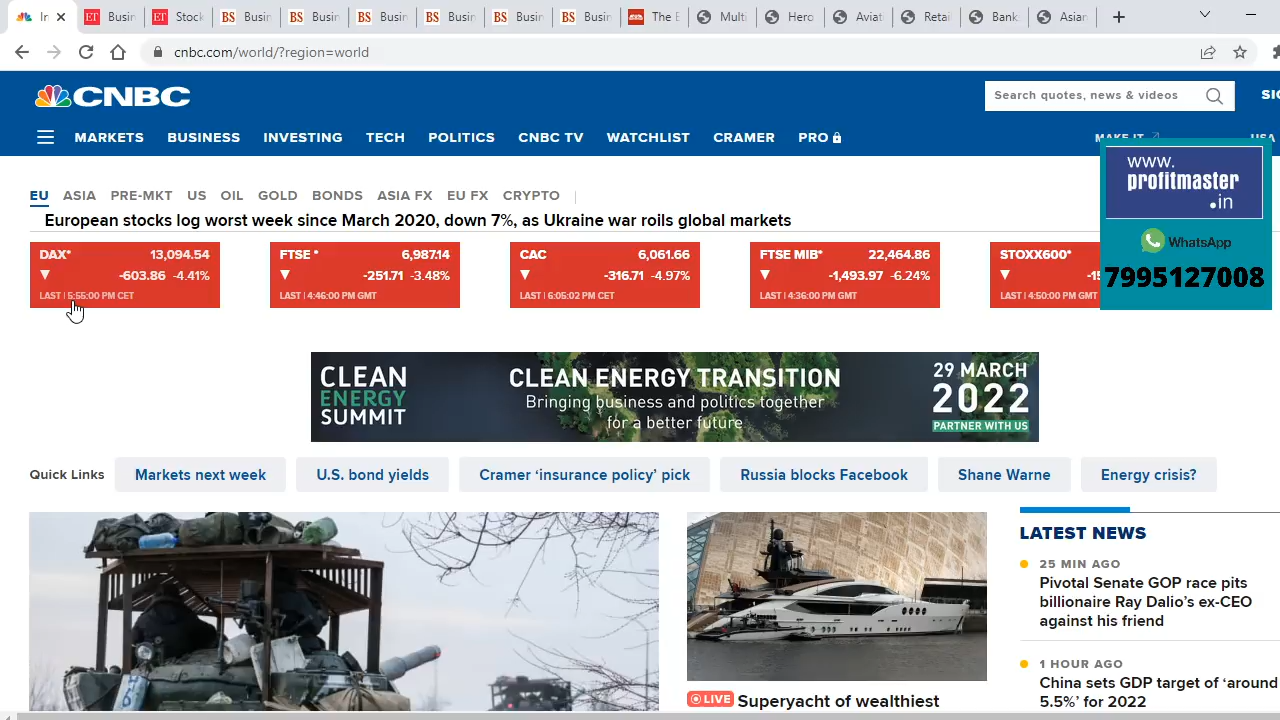 In
Busin
Stock
Busin
Busin
Busin
Busin
Busin
Busin
The E
Multi
Hero
Aviat
Retai
Bank
Asian
cnbc.com/world/?region=world
CNBC
Search quotes, news & videos
MARKETS BUSINESS INVESTING TECH POLITICS CNBC TV WATCHLIST CRAMER PRO
www.
profitmaster
.in
WhatsApp
7995127008
EU ASIA PRE-MKT US OIL GOLD BONDS ASIA FX EU FX CRYPTO
European stocks log worst week since March 2020, down 7%, as Ukraine war roils global markets
DAX* 13,094.54
-603.86 -4.41%
LAST | 5:55:00 PM CET
FTSE * 6,987.14
-251.71 -3.48%
LAST | 4:46:00 PM GMT
CAC 6,061.66
-316.71 -4.97%
LAST | 6:05:02 PM CET
FTSE MIB* 22,464.86
-1,493.97 -6.24%
LAST | 4:36:00 PM GMT
STOXX600*
LAST | 4:50:00 PM GMT
CLEAN
ENERGY
SUMMIT
CLEAN ENERGY TRANSITION
Bringing business and politics together
for a better future
29 MARCH
2022
PARTNER WITH US
Quick Links Markets next week U.S. bond yields Cramer ‘insurance policy’ pick Russia blocks Facebook Shane Warne Energy crisis?
LATEST NEWS
25 MIN AGO
Pivotal Senate GOP race pits
billionaire Ray Dalio’s ex-CEO
against his friend
1 HOUR AGO
China sets GDP target of ‘around
5.5%’ for 2022
LIVE Superyacht of wealthiest